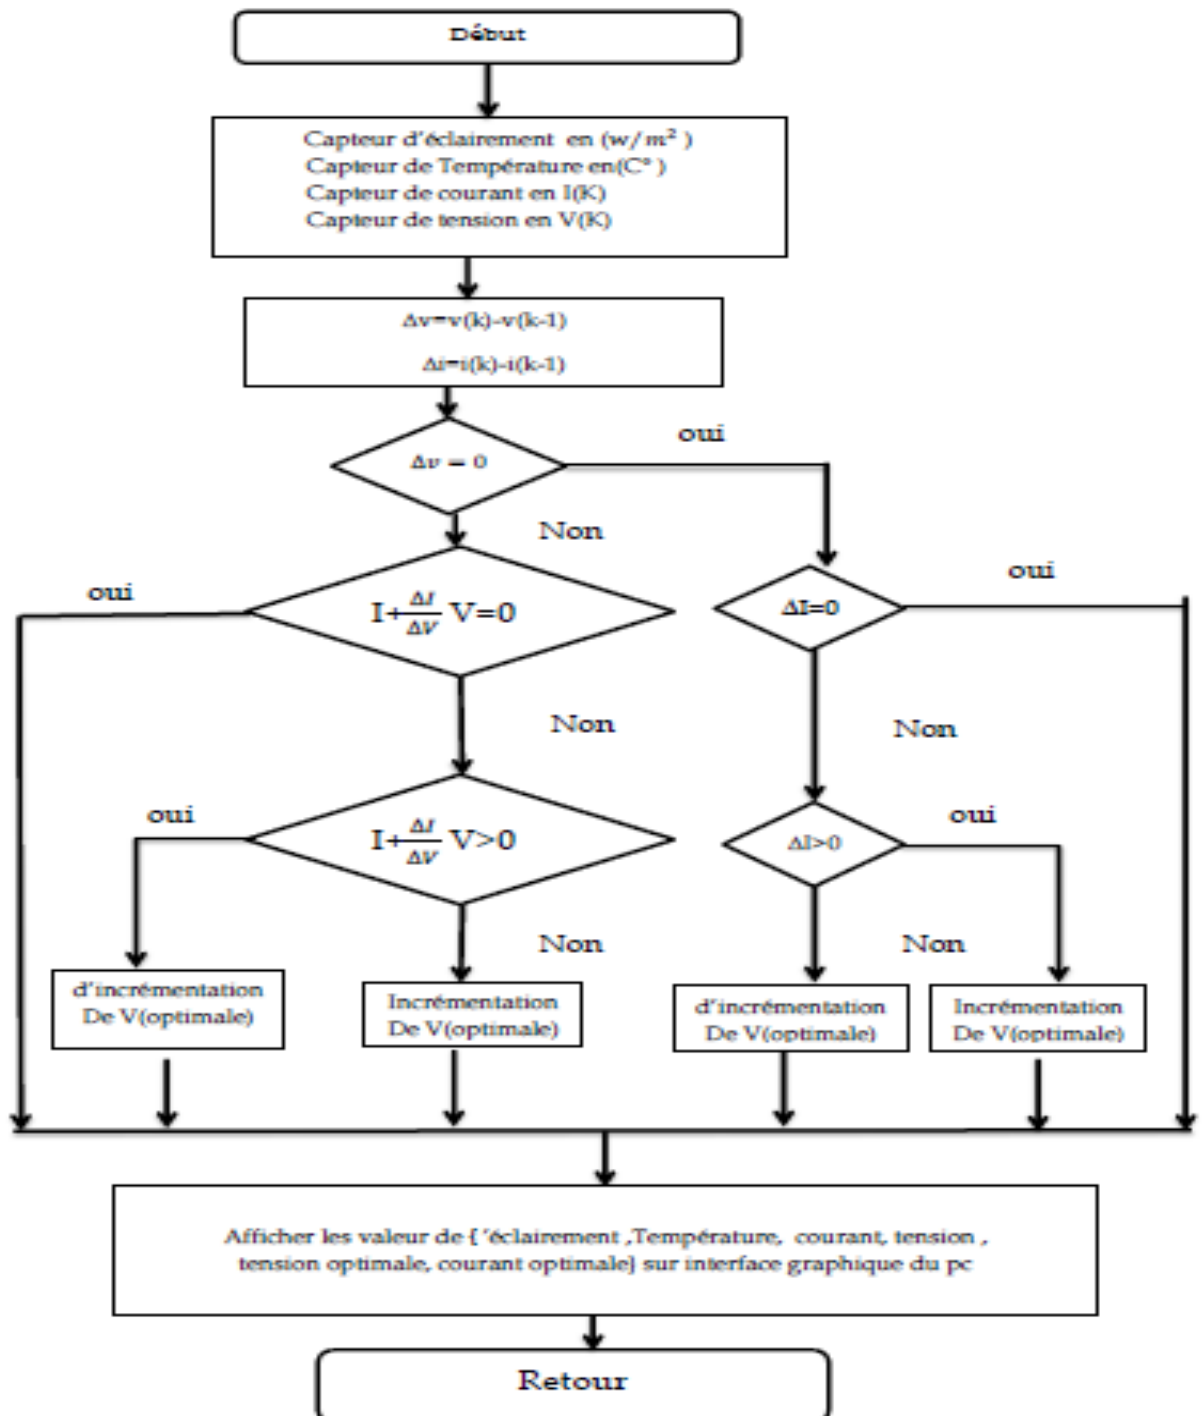 Début
Capteur d'éclairement en (w/m² )
Capteur de Température en(C° )
Capteur de courant en I(K)
Capteur de tension en V(K)
Δv=v(k)-v(k-1)
Δi=i(k)-i(k-1)
oui
Δv = 0
Non
oui
oui
I+ΔI/ΔV V=0
ΔI=0
Non
Non
oui
oui
I+ΔI/ΔV V>0
ΔI>0
Non
Non
d'incrémentation
De V(optimale)
Incrémentation
De V(optimale)
d'incrémentation
De V(optimale)
Incrémentation
De V(optimale)
Afficher les valeur de { 'éclairement ,Température, courant, tension ,
tension optimale, courant optimale} sur interface graphique du pc
Retour